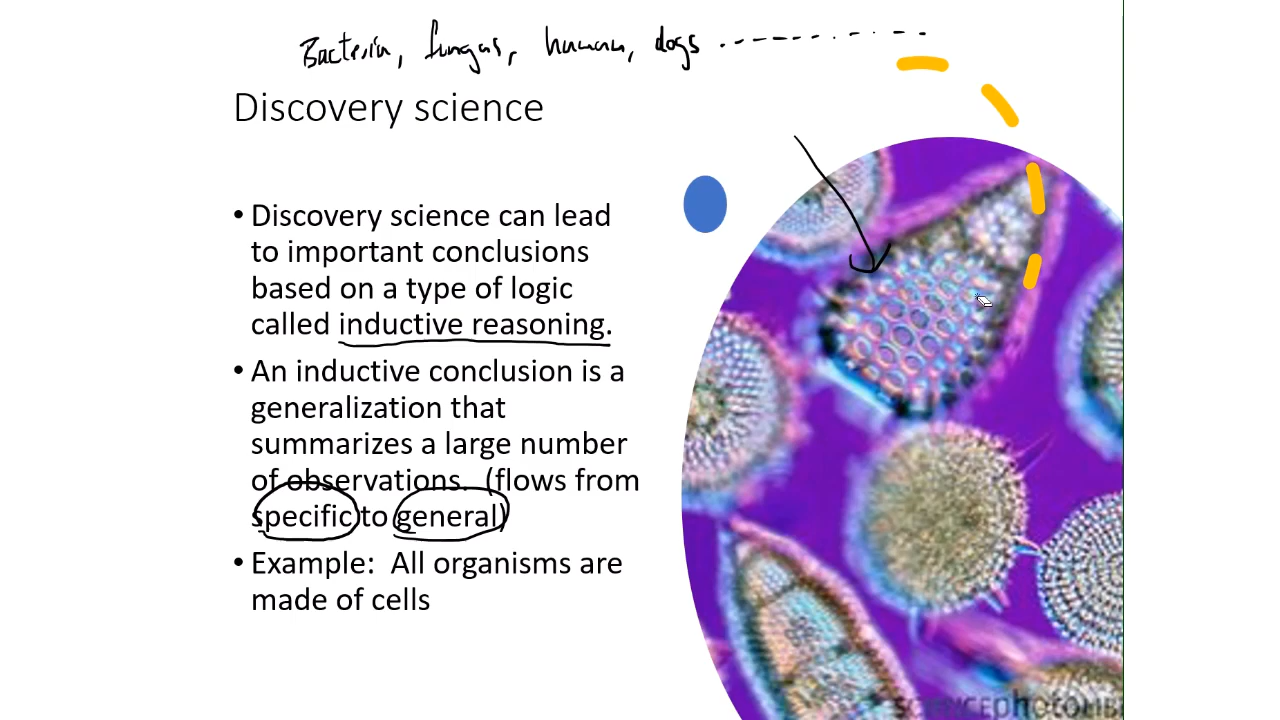 Bacteria, fungus, human, dogs ..........
Discovery science
• Discovery science can lead
to important conclusions
based on a type of logic
called inductive reasoning.
• An inductive conclusion is a
generalization that
summarizes a large number
of observations. (flows from
specific to general)
• Example: All organisms are
made of cells
SCIENCEphotoLIB